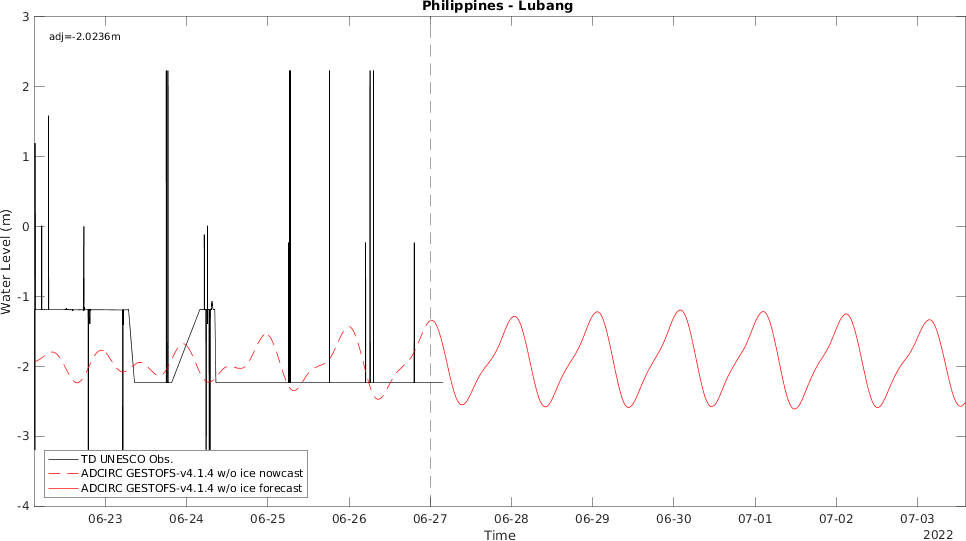 Philippines - Lubang
adj=-2.0236m
3
2
1
0
-1
-2
-3
-4
Water Level (m)
TD UNESCO Obs.
ADCIRC GESTOFS-v4.1.4 w/o ice nowcast
ADCIRC GESTOFS-v4.1.4 w/o ice forecast
06-23 06-24 06-25 06-26 06-27 06-28 06-29 06-30 07-01 07-02 07-03
Time
2022